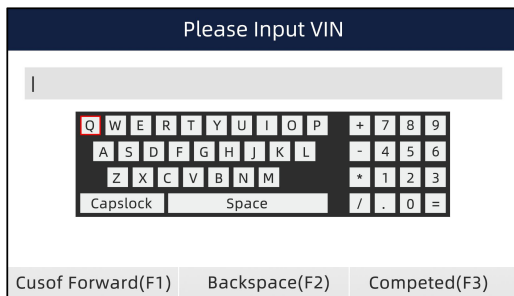 Please Input VIN
Q W E R T Y U I O P + 7 8 9
A S D F G H J K L - 4 5 6
Z X C V B N M * 1 2 3
Capslock Space / . 0 =
Cusof Forward(F1) Backspace(F2) Competed(F3)